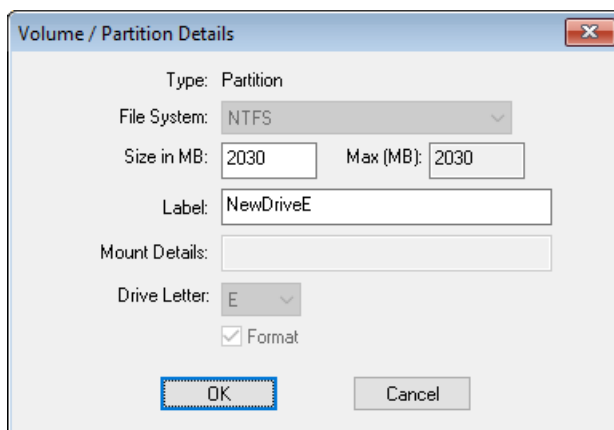 Volume / Partition Details
Type: Partition
File System: NTFS
Size in MB: 2030 Max (MB): 2030
Label: NewDriveE
Mount Details:
Drive Letter: E
Format
OK Cancel